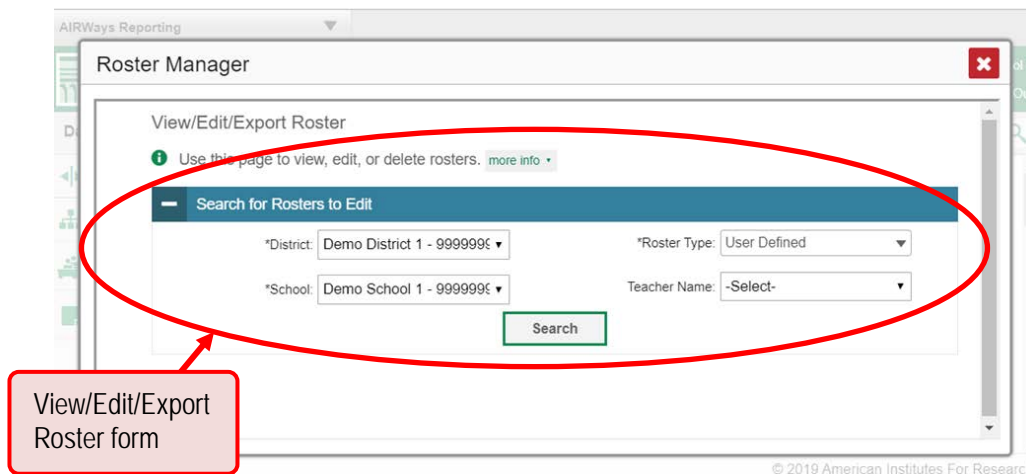 AIRWays Reporting
Roster Manager
View/Edit/Export Roster
Use this page to view, edit, or delete rosters. more info
Search for Rosters to Edit
*District: Demo District 1 - 9999999 *Roster Type: User Defined
*School: Demo School 1 - 9999999 Teacher Name: -Select-
Search
View/Edit/Export
Roster form
© 2019 American Institutes For Researc